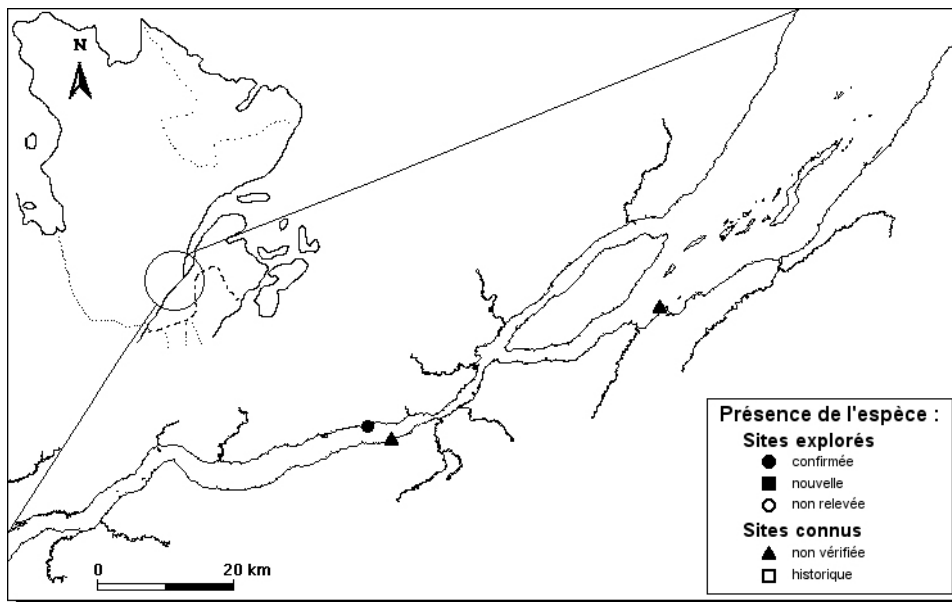 N
Présence de l'espèce :
Sites explorés
confirmée
nouvelle
non relevée
Sites connus
non vérifiée
historique
0 20 km